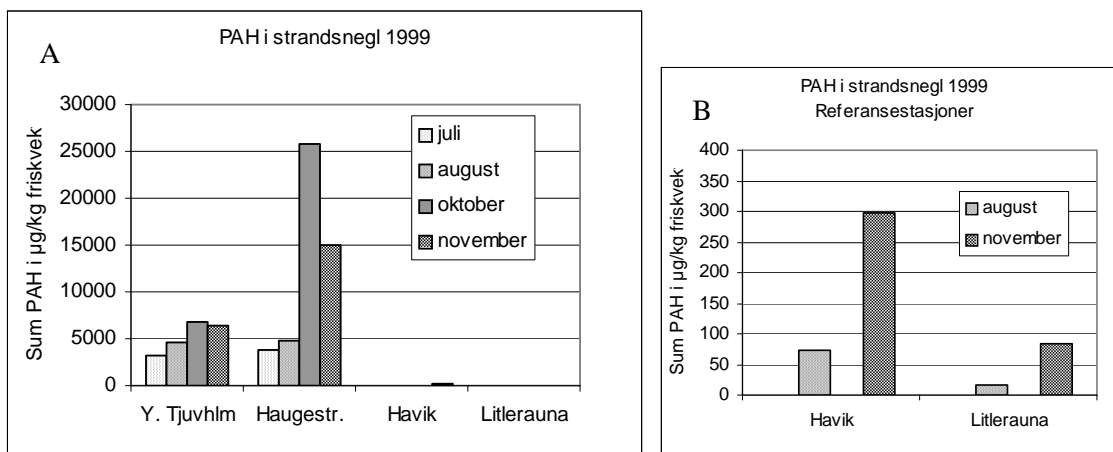 A
PAH i strandsnegl 1999
Sum PAH i µg/kg friskvek
30000
25000
20000
15000
10000
5000
0
juli
august
oktober
november
Y. Tjuvhlm Haugestr. Havik Litlerauna
B
PAH i strandsnegl 1999
Referansestasjoner
Sum PAH i µg/kg friskvek
400
350
300
250
200
150
100
50
0
august
november
Havik Litlerauna